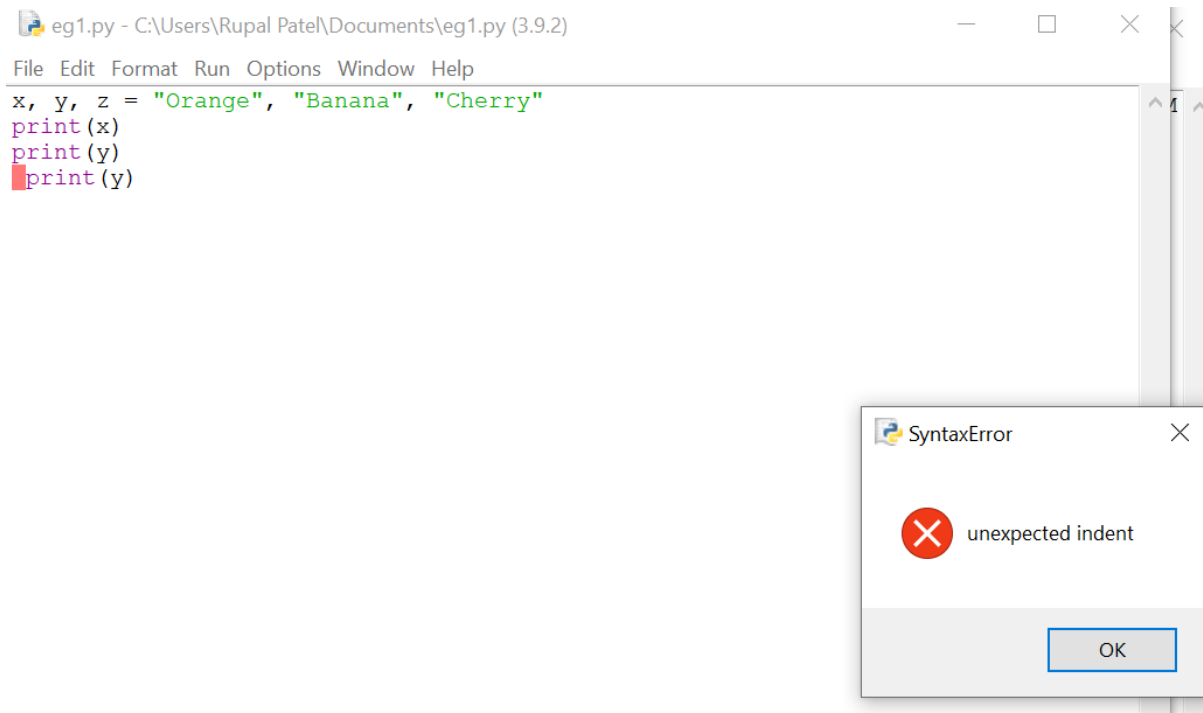 eg1.py - C:\Users\Rupal Patel\Documents\eg1.py (3.9.2)
File Edit Format Run Options Window Help
x, y, z = "Orange", "Banana", "Cherry"
print(x)
print(y)
 print(y)
SyntaxError
unexpected indent
OK